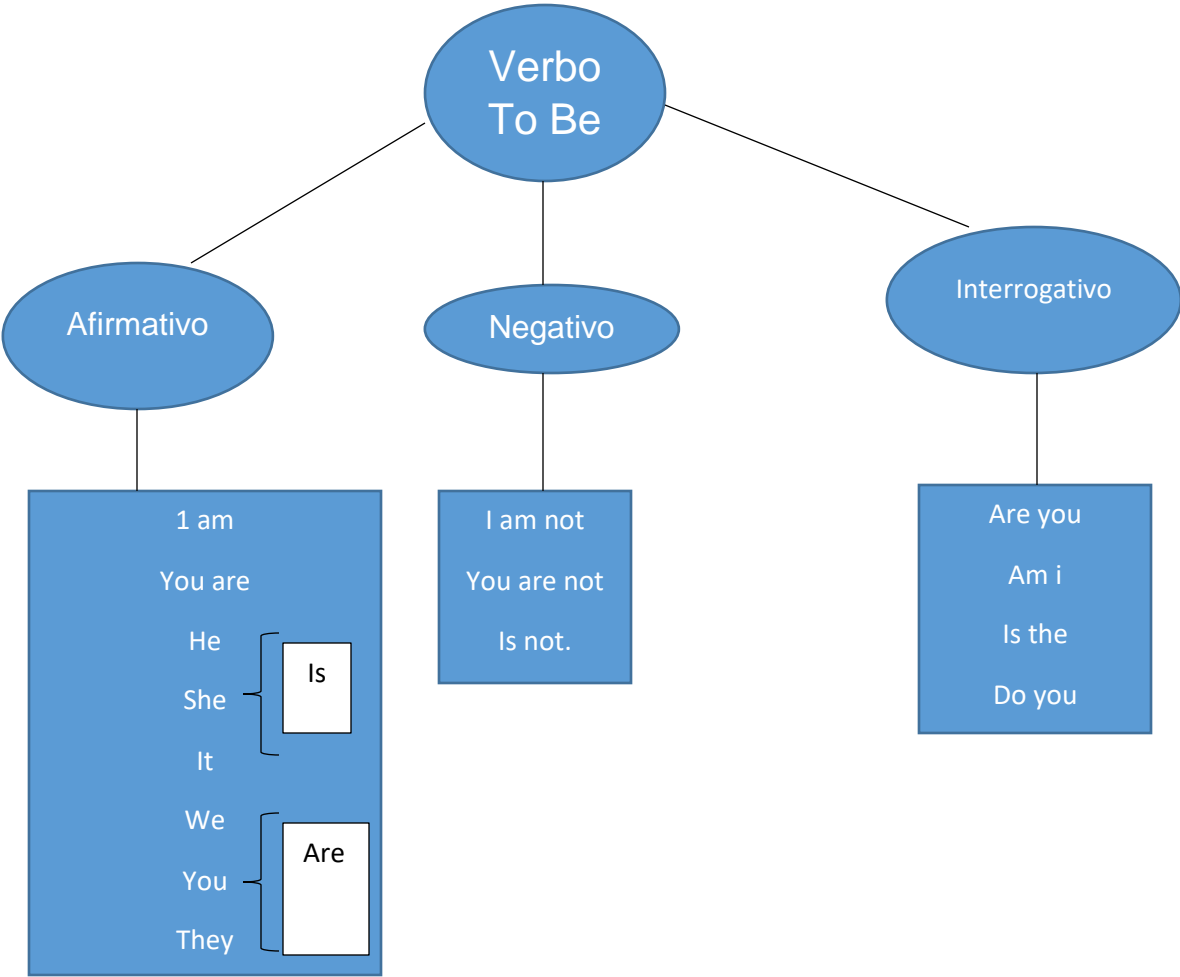 Verbo
To Be
Afirmativo
Negativo
Interrogativo
1 am
You are
He
She
It
Is
We
You
They
Are
I am not
You are not
Is not.
Are you
Am i
Is the
Do you